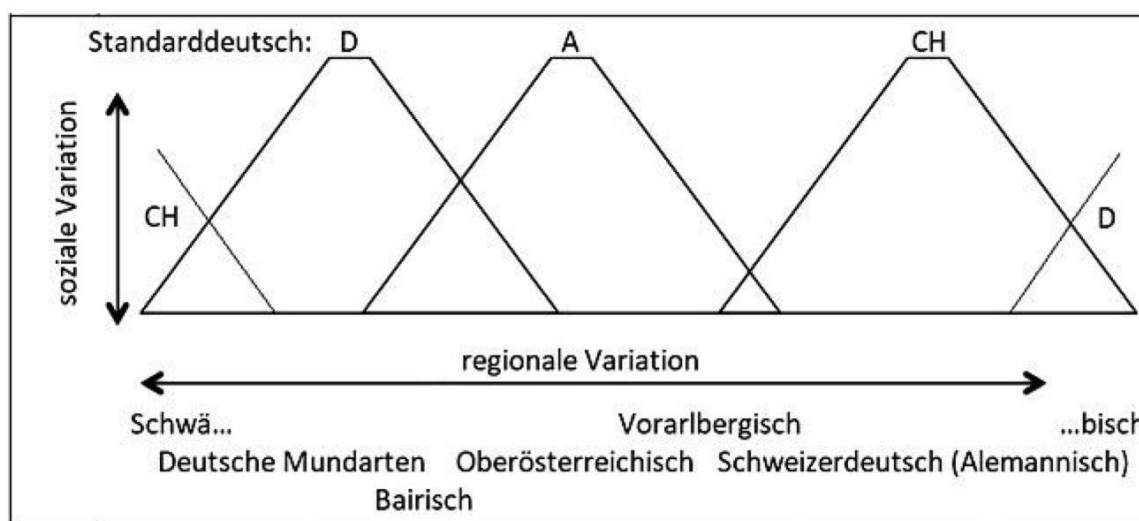 Standarddeutsch: D A CH
soziale Variation
CH
D
regionale Variation
Schwä... Vorarlbergisch ...bisch
Deutsche Mundarten Oberösterreichisch Schweizerdeutsch (Alemannisch)
Bairisch